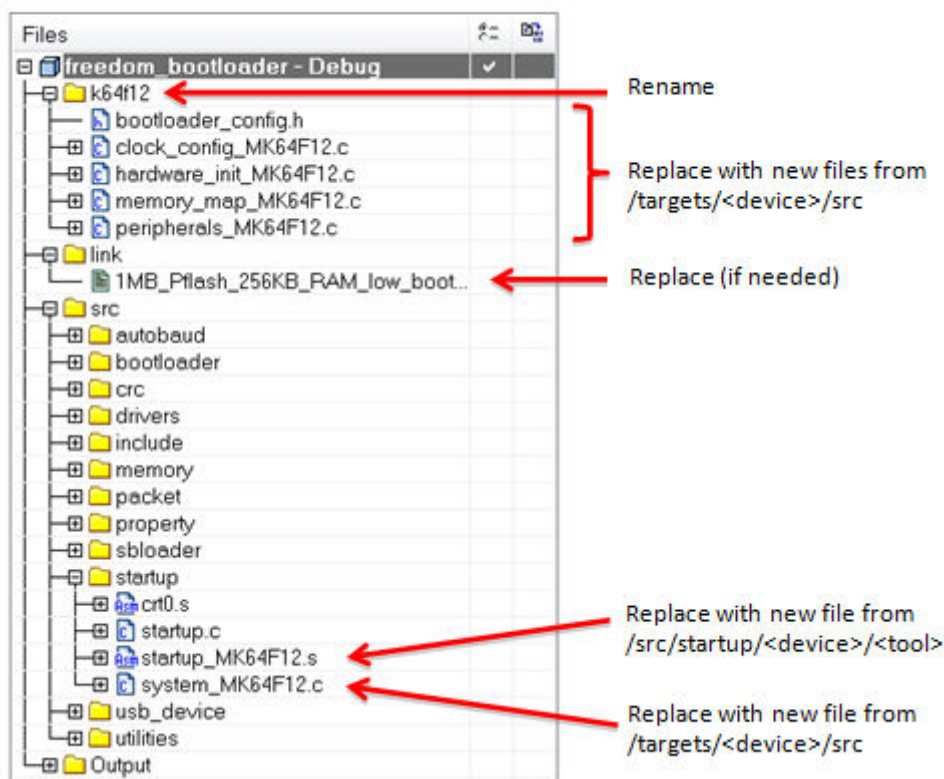 Files
freedom_bootloader - Debug
k64f12
Rename
bootloader_config.h
clock_config_MK64F12.c
hardware_init_MK64F12.c
Replace with new files from
/targets/<device>/src
memory_map_MK64F12.c
peripherals_MK64F12.c
link
1MB_Pflash_256KB_RAM_low_boot...
Replace (if needed)
src
autobaud
bootloader
crc
drivers
include
memory
packet
property
sbloader
startup
crt0.s
startup.c
Replace with new file from
/src/startup/<device>/<tool>
startup_MK64F12.s
system_MK64F12.c
usb_device
Replace with new file from
/targets/<device>/src
utilities
Output